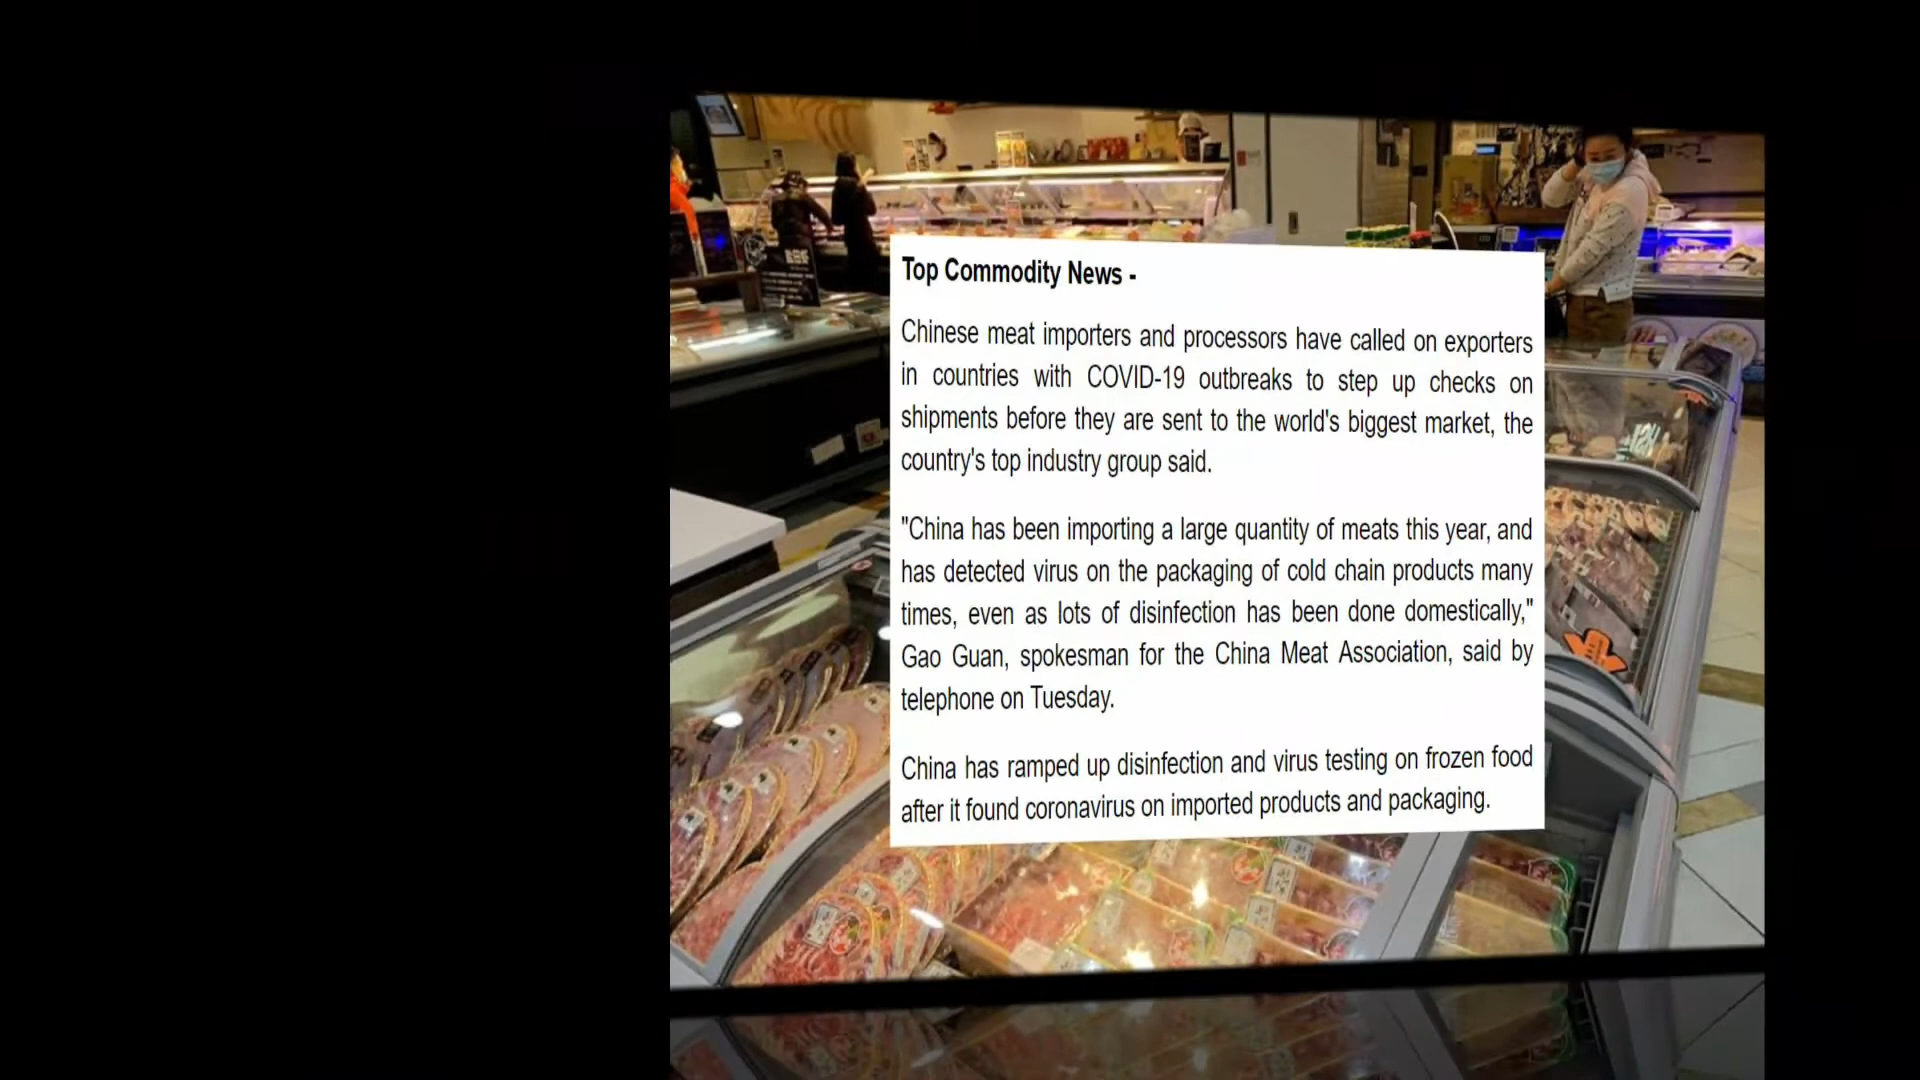 Top Commodity News -
Chinese meat importers and processors have called on exporters
in countries with COVID-19 outbreaks to step up checks on
shipments before they are sent to the world's biggest market, the
country's top industry group said.
"China has been importing a large quantity of meats this year, and
has detected virus on the packaging of cold chain products many
times, even as lots of disinfection has been done domestically,"
Gao Guan, spokesman for the China Meat Association, said by
telephone on Tuesday.
China has ramped up disinfection and virus testing on frozen food
after it found coronavirus on imported products and packaging.